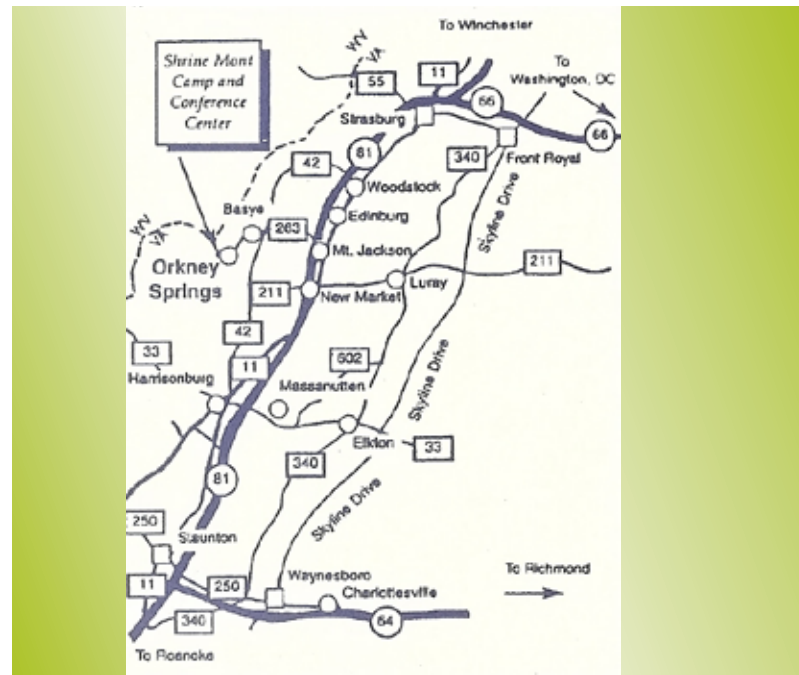 To Winchester
WV
VA
To
Washington, DC
Shrine Mont
Camp and
Conference
Center
55
11
66
66
Strasburg
81
340
Front Royal
42
Woodstock
Skyline Drive
Basye
263
Edinburg
WV
VA
Mt. Jackson
Orkney
Springs
211
211
New Market
Luray
42
33
11
602
Harrisonburg
Massanutten
Skyline Drive
Elkton
33
340
81
Skyline Drive
250
Staunton
11
250
Waynesboro
To Richmond
Charlottesville
340
64
To Roanoke